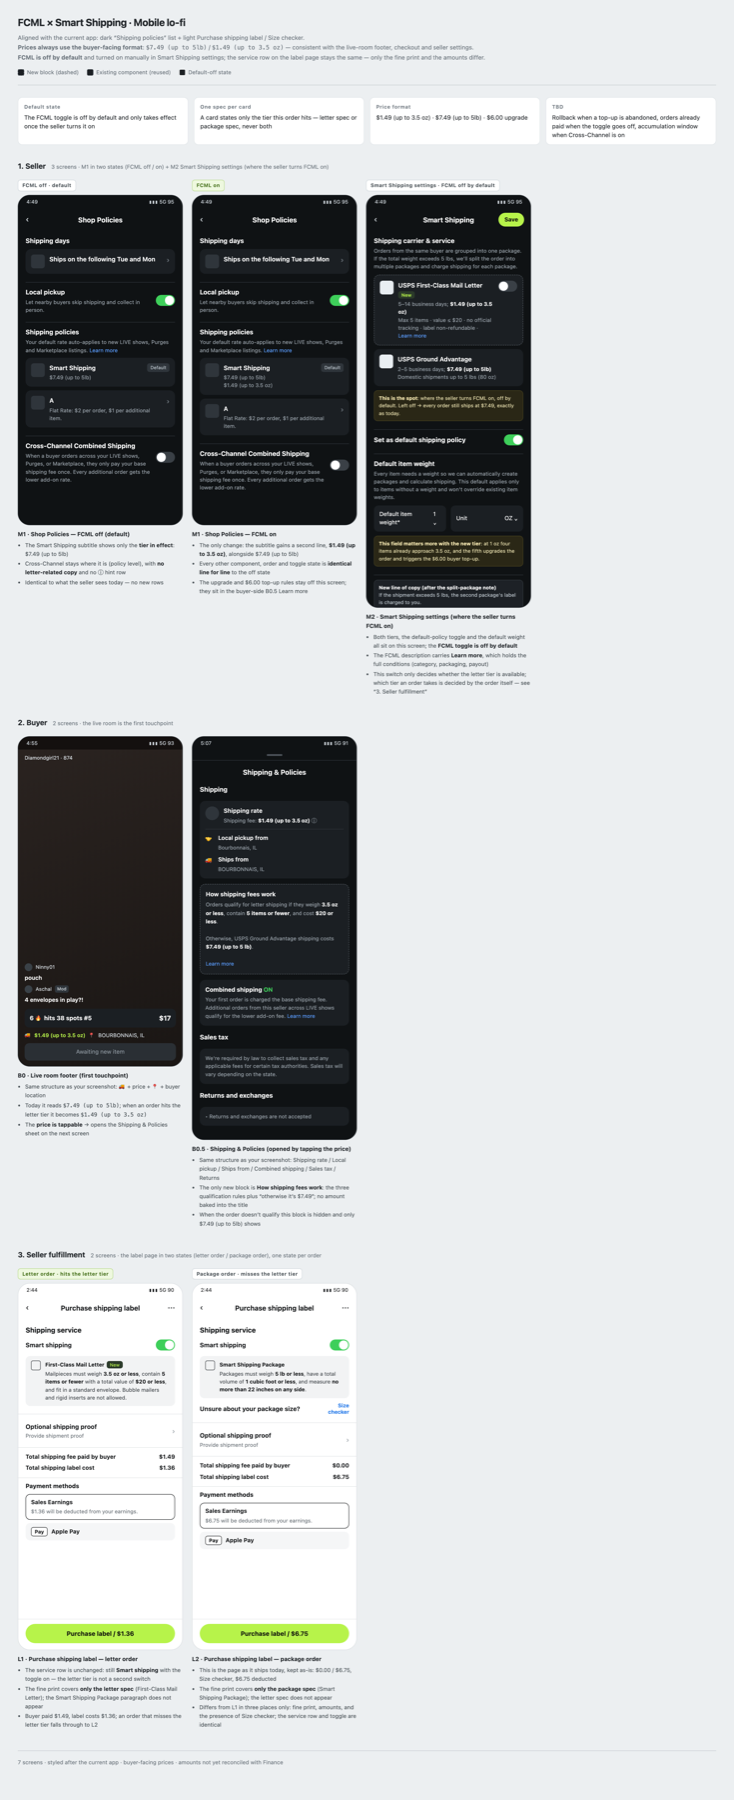 FCML × Smart Shipping · Mobile lo-fi
Aligned with the current app: dark "Shipping policies" list + light Purchase shipping label / Size checker.
Prices always use the buyer-facing format: $7.49 (up to 5lb) / $1.49 (up to 3.5 oz) — consistent with the live-room footer, checkout and seller settings.
FCML is off by default and turned on manually in Smart Shipping settings; the service row on the label page stays the same — only the fine print and the amounts differ.
New block (dashed)
Existing component (reused)
Default-off state
Default state
The FCML toggle is off by default and only takes effect
once the seller turns it on
One spec per card
A card states only the tier this order hits — letter spec or
package spec, never both
Price format
$1.49 (up to 3.5 oz) · $7.49 (up to 5lb) · $6.00 upgrade
TBD
Rollback when a top-up is abandoned, orders already
paid when the toggle goes off, accumulation window
when Cross-Channel is on
1. Seller 3 screens · M1 in two states (FCML off / on) + M2 Smart Shipping settings (where the seller turns FCML on)
FCML off · default
4:49
5G 95
‹ Shop Policies
Shipping days
Ships on the following Tue and Mon ›
Local pickup
Let nearby buyers skip shipping and collect in
person.
Shipping policies
Your default rate auto-applies to new LIVE shows, Purges
and Marketplace listings. Learn more
Smart Shipping Default
$7.49 (up to 5lb)
A ›
Flat Rate: $2 per order, $1 per additional
item.
Cross-Channel Combined Shipping
When a buyer orders across your LIVE shows,
Purges, or Marketplace, they only pay your base
shipping fee once. Every additional order gets the
lower add-on rate.
M1 · Shop Policies — FCML off (default)
• The Smart Shipping subtitle shows only the tier in effect:
$7.49 (up to 5lb)
• Cross-Channel stays where it is (policy level), with no
letter-related copy and no ⓘ hint row
• Identical to what the seller sees today — no new rows
FCML on
4:49
5G 95
‹ Shop Policies
Shipping days
Ships on the following Tue and Mon ›
Local pickup
Let nearby buyers skip shipping and collect in
person.
Shipping policies
Your default rate auto-applies to new LIVE shows, Purges
and Marketplace listings. Learn more
Smart Shipping Default
$7.49 (up to 5lb)
$1.49 (up to 3.5 oz)
A ›
Flat Rate: $2 per order, $1 per additional
item.
Cross-Channel Combined Shipping
When a buyer orders across your LIVE shows,
Purges, or Marketplace, they only pay your base
shipping fee once. Every additional order gets the
lower add-on rate.
M1 · Shop Policies — FCML on
• The only change: the subtitle gains a second line, $1.49 (up
to 3.5oz), alongside $7.49 (up to 5lb)
• Every other component, order and toggle state is identical
line for line to the off state
• The upgrade and $6.00 top-up rules stay off this screen;
they sit in the buyer-side B0.5 Learn more
Smart Shipping settings · FCML off by default
4:49
5G 95
‹ Smart Shipping Save
Shipping carrier & service
Orders from the same buyer are grouped into one package.
If the total weight exceeds 5 lbs, we'll split the order into
multiple packages and charge shipping for each package.
USPS First-Class Mail Letter
New
5–14 business days; $1.49 (up to 3.5
oz)
Max 5 items · value ≤ $20 · no official
tracking · label non-refundable ·
Learn more
USPS Ground Advantage
2–5 business days; $7.49 (up to 5lb)
Domestic shipments up to 5 lbs (80 oz)
This is the spot: where the seller turns FCML on, off by
default. Left off → every order still ships at $7.49, exactly
as today.
Set as default shipping policy
Default item weight
Every item needs a weight so we can automatically create
packages and calculate shipping. This default applies only
to items without a weight and won't override existing item
weights.
Default item
weight* 1
Unit OZ
This field matters more with the new tier: at 1 oz four
items already approach 3.5 oz, and the fifth upgrades the
order and triggers the $6.00 buyer top-up.
New line of copy (after the split-package note)
If the shipment exceeds 5 lbs, the second package's label
is charged to you.
M2 · Smart Shipping settings (where the seller turns
FCML on)
• Both tiers, the default-policy toggle and the default weight
all sit on this screen; the FCML toggle is off by default
• The FCML description carries Learn more, which holds the
full conditions (category, packaging, payout)
• This switch only decides whether the letter tier is available;
which tier an order takes is decided by the order itself — see
"3. Seller fulfillment"
2. Buyer 2 screens · the live room is the first touchpoint
4:55
5G 93
Diamondgirl21 · 874
Ninny01
pouch
Aschal Mod
4 envelopes in play?!
6 🔥 hits 38 spots #5 $17
🚚 $1.49 (up to 3.5 oz) 📍 BOURBONNAIS, IL
Awaiting new item
B0 · Live room footer (first touchpoint)
• Same structure as your screenshot: 🚚 + price + 📍 + buyer
location
• Today it reads $7.49 (up to 5lb); when an order hits the
letter tier it becomes $1.49 (up to 3.5 oz)
• The price is tappable → opens the Shipping & Policies
sheet on the next screen
5:07
5G 91
Shipping & Policies
Shipping
Shipping rate
Shipping fee: $1.49 (up to 3.5 oz) ⓘ
Local pickup from
Bourbonnais, IL
Ships from
BOURBONNAIS, IL
How shipping fees work
Orders qualify for letter shipping if they weigh 3.5 oz
or less, contain 5 items or fewer, and cost $20 or
less.
Otherwise, USPS Ground Advantage shipping costs
$7.49 (up to 5 lb).
Learn more
Combined shipping ON
Your first order is charged the base shipping fee.
Additional orders from this seller across LIVE shows
qualify for the lower add-on fee. Learn more
Sales tax
We're required by law to collect sales tax and any
applicable fees for certain tax authorities. Sales tax will
vary depending on the state.
Returns and exchanges
· Returns and exchanges are not accepted
B0.5 · Shipping & Policies (opened by tapping the price)
• Same structure as your screenshot: Shipping rate / Local
pickup / Ships from / Combined shipping / Sales tax /
Returns
• The only new block is How shipping fees work: the three
qualification rules plus "otherwise it's $7.49"; no amount
baked into the title
• When the order doesn't qualify this block is hidden and only
$7.49 (up to 5lb) shows
3. Seller fulfillment 2 screens · the label page in two states (letter order / package order), one state per order
Letter order · hits the letter tier
2:44
5G 90
‹ Purchase shipping label ···
Shipping service
Smart shipping
First-Class Mail Letter New
Mailpieces must weigh 3.5 oz or less, contain 5
items or fewer with a total value of $20 or less,
and fit in a standard envelope. Bubble mailers
and rigid inserts are not allowed.
Optional shipping proof
Provide shipment proof ›
Total shipping fee paid by buyer $1.49
Total shipping label cost $1.36
Payment methods
Sales Earnings
$1.36 will be deducted from your earnings.
Pay Apple Pay
Purchase label / $1.36
L1 · Purchase shipping label — letter order
• The service row is unchanged: still Smart shipping with the
toggle on — the letter tier is not a second switch
• The fine print covers only the letter spec (First-Class Mail
Letter); the Smart Shipping Package paragraph does not
appear
• Buyer paid $1.49, label costs $1.36; an order that misses the
letter tier falls through to L2
Package order · misses the letter tier
2:44
5G 90
‹ Purchase shipping label ···
Shipping service
Smart shipping
Smart Shipping Package
Packages must weigh 5 lb or less, have a total
volume of 1 cubic foot or less, and measure no
more than 22 inches on any side.
Unsure about your package size? Size
checker
Optional shipping proof
Provide shipment proof ›
Total shipping fee paid by buyer $0.00
Total shipping label cost $6.75
Payment methods
Sales Earnings
$6.75 will be deducted from your earnings.
Pay Apple Pay
Purchase label / $6.75
L2 · Purchase shipping label — package order
• This is the page as it ships today, kept as-is: $0.00 / $6.75,
Size checker, $6.75 deducted
• The fine print covers only the package spec (Smart
Shipping Package); the letter spec does not appear
• Differs from L1 in three places only: fine print, amounts, and
the presence of Size checker; the service row and toggle are
identical
7 screens · styled after the current app · buyer-facing prices · amounts not yet reconciled with Finance